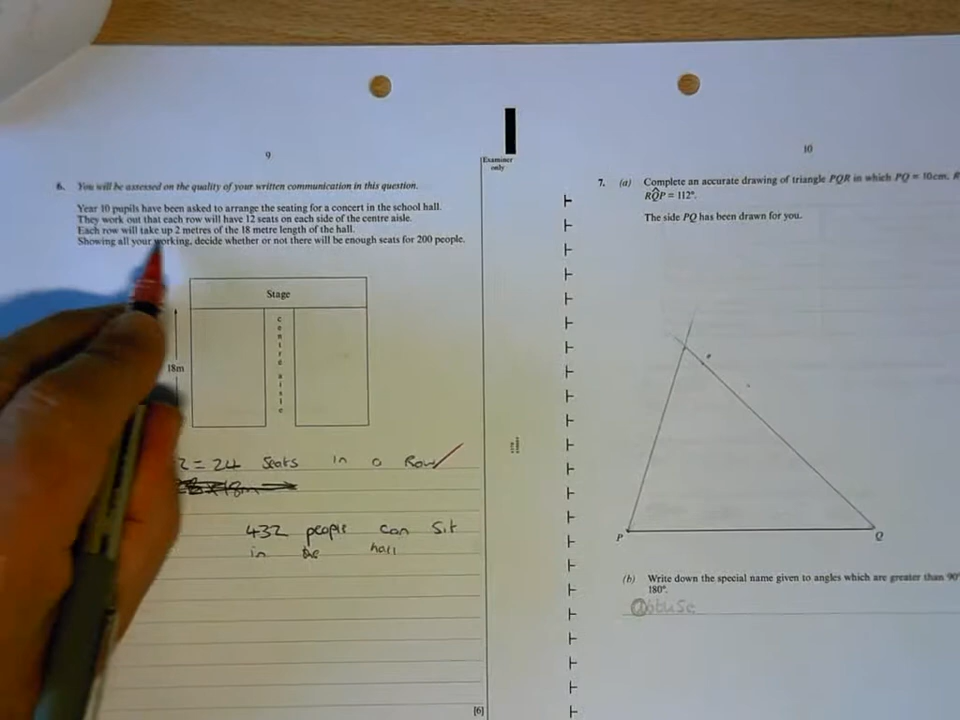 9
Examiner
only
6. You will be assessed on the quality of your written communication in this question.
Year 10 pupils have been asked to arrange the seating for a concert in the school hall.
They work out that each row will have 12 seats on each side of the centre aisle.
Each row will take up 2 metres of the 18 metre length of the hall.
Showing all your working, decide whether or not there will be enough seats for 200 people.
Stage
centre aisle
18m
2 = 24 Seats in a Row
432 people can sit
in the hall
[6]
10
7. (a) Complete an accurate drawing of triangle PQR in which PQ = 10cm, R
RQ̂P = 112°.
The side PQ has been drawn for you.
P
Q
(b) Write down the special name given to angles which are greater than 90°
180°.
Obbuse